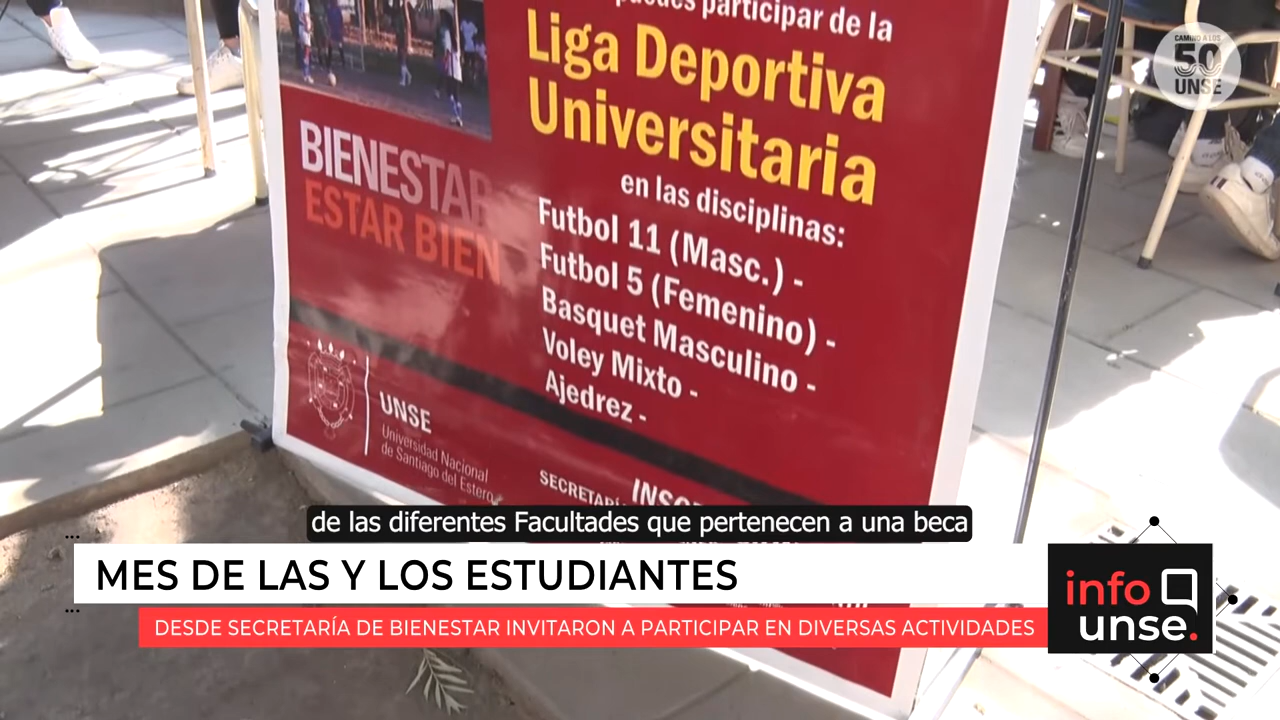 puedes participar de la
Liga Deportiva
Universitaria
en las disciplinas:
Futbol 11 (Masc.) -
Futbol 5 (Femenino) -
Basquet Masculino -
Voley Mixto -
Ajedrez -
BIENESTAR
ESTAR BIEN
UNSE
Universidad Nacional
de Santiago del Estero
CAMINO A LOS
50
UNSE
de las diferentes Facultades que pertenecen a una beca
MES DE LAS Y LOS ESTUDIANTES
DESDE SECRETARÍA DE BIENESTAR INVITARON A PARTICIPAR EN DIVERSAS ACTIVIDADES
info
unse.